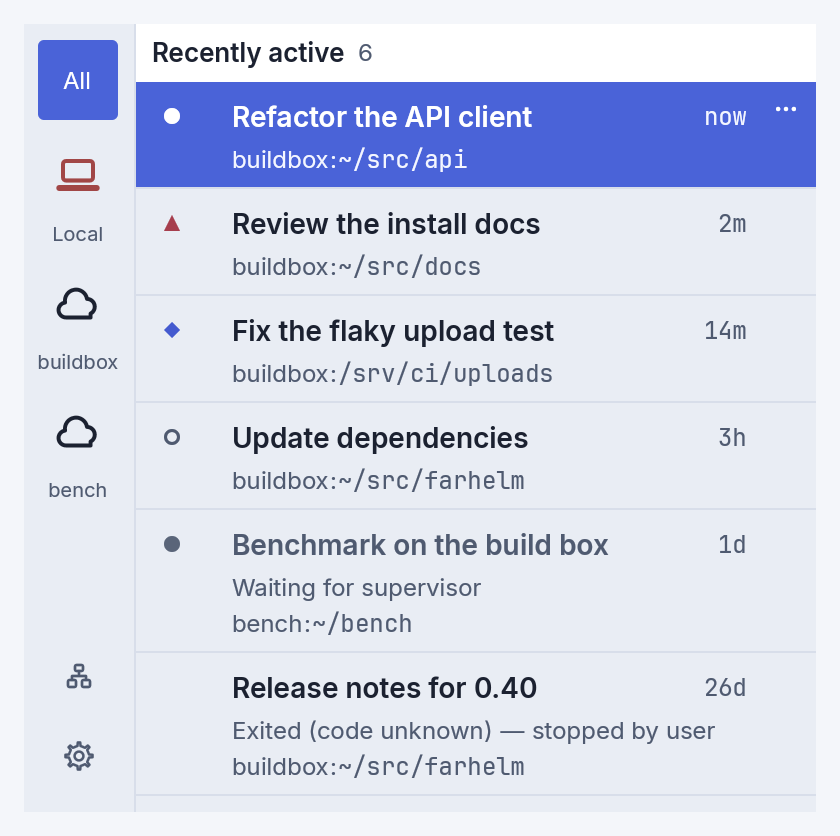 All
Local
buildbox
bench
Recently active 6
Refactor the API client now
buildbox:~/src/api
Review the install docs 2m
buildbox:~/src/docs
Fix the flaky upload test 14m
buildbox:/srv/ci/uploads
Update dependencies 3h
buildbox:~/src/farhelm
Benchmark on the build box 1d
Waiting for supervisor
bench:~/bench
Release notes for 0.40 26d
Exited (code unknown) — stopped by user
buildbox:~/src/farhelm